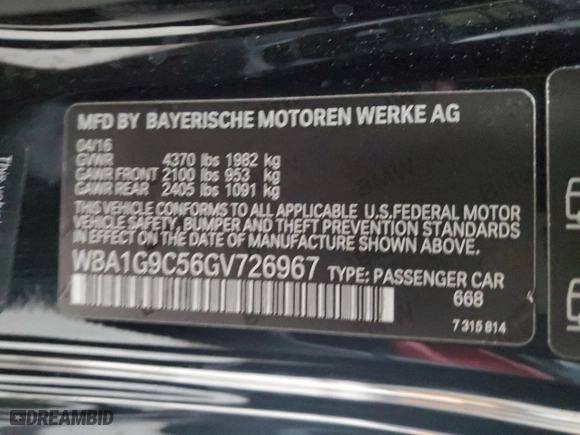 MFD BY BAYERISCHE MOTOREN WERKE AG
04/16
GVWR 4370 lbs 1982 kg
GAWR FRONT 2100 lbs 953 kg
GAWR REAR 2405 lbs 1091 kg
THIS VEHICLE CONFORMS TO ALL APPLICABLE U.S.FEDERAL MOTOR
VEHICLE SAFETY, BUMPER AND THEFT PREVENTION STANDARDS
IN EFFECT ON THE DATE OF MANUFACTURE SHOWN ABOVE.
WBA1G9C56GV726967 TYPE: PASSENGER CAR
668
7 315 814
DREAMBID